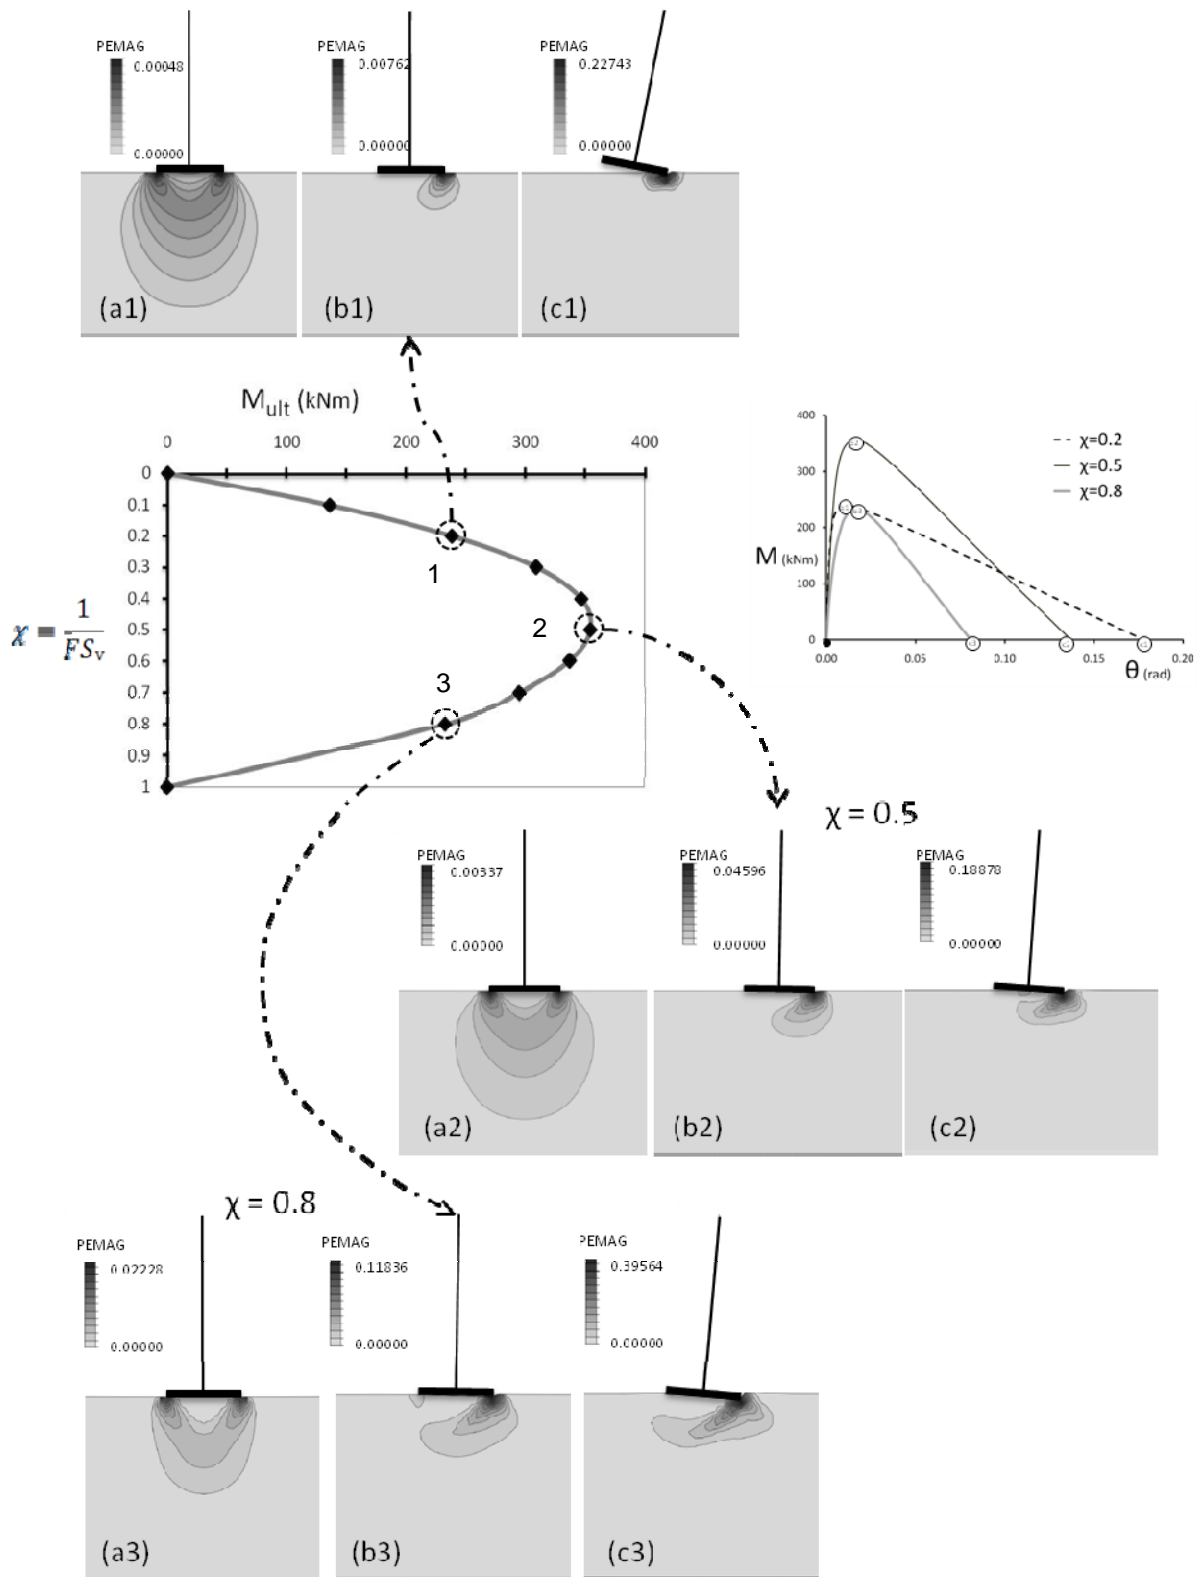 PEMAG PEMAG PEMAG
0.00048 0.00762 0.22743
0.00000 0.00000 0.00000
(a1) (b1) (c1)
M_ult (kNm)
0 100 200 300 400
0
0.1
0.2
0.3
0.4
0.5
0.6
0.7
0.8
0.9
1
1
2
3
χ = 1/FS_v
400
300
200
100
0
M (kNm)
χ=0.2
χ=0.5
χ=0.8
0.00 0.05 0.10 0.15 0.20
θ (rad)
χ = 0.5
PEMAG PEMAG PEMAG
0.00337 0.04596 0.18878
0.00000 0.00000 0.00000
(a2) (b2) (c2)
χ = 0.8
PEMAG PEMAG PEMAG
0.02228 0.11836 0.39564
0.00000 0.00000 0.00000
(a3) (b3) (c3)